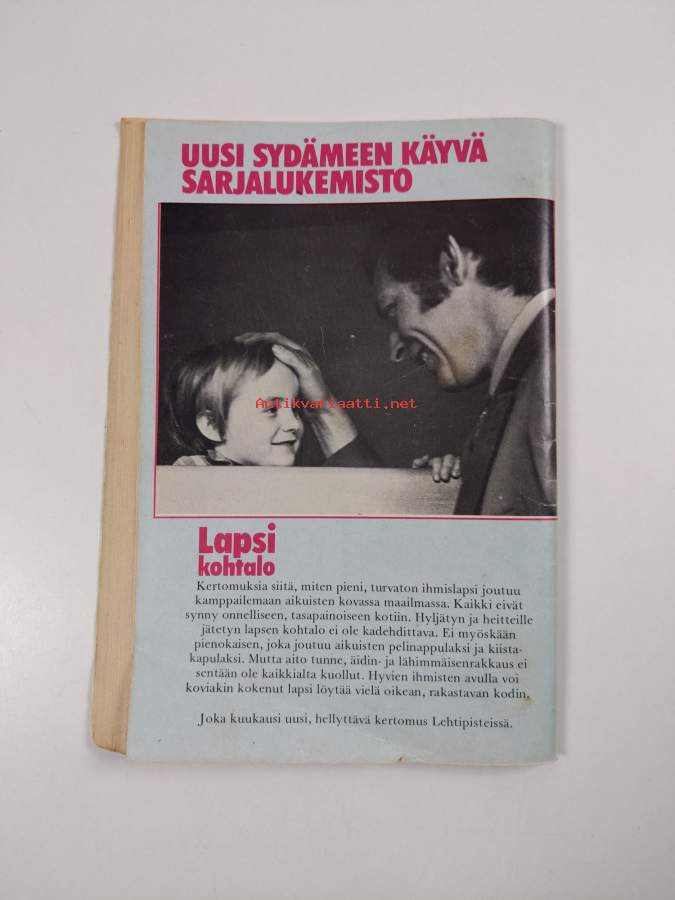 UUSI SYDÄMEEN KÄYVÄ
SARJALUKEMISTO
Antikvariaatti.net
Lapsi
kohtalo
Kertomuksia siitä, miten pieni, turvaton ihmislapsi joutuu
kamppailemaan aikuisten kovassa maailmassa. Kaikki eivät
synny onnelliseen, tasapainoiseen kotiin. Hyljätyn ja heitteille
jätetyn lapsen kohtalo ei ole kadehdittava. Ei myöskään
pienokaisen, joka joutuu aikuisten pelinappulaksi ja kiista-
kapulaksi. Mutta aito tunne, äidin- ja lähimmäisenrakkaus ei
sentään ole kaikkialta kuollut. Hyvien ihmisten avulla voi
koviakin kokenut lapsi löytää vielä oikean, rakastavan kodin.
Joka kuukausi uusi, hellyttävä kertomus Lehtipisteissä.